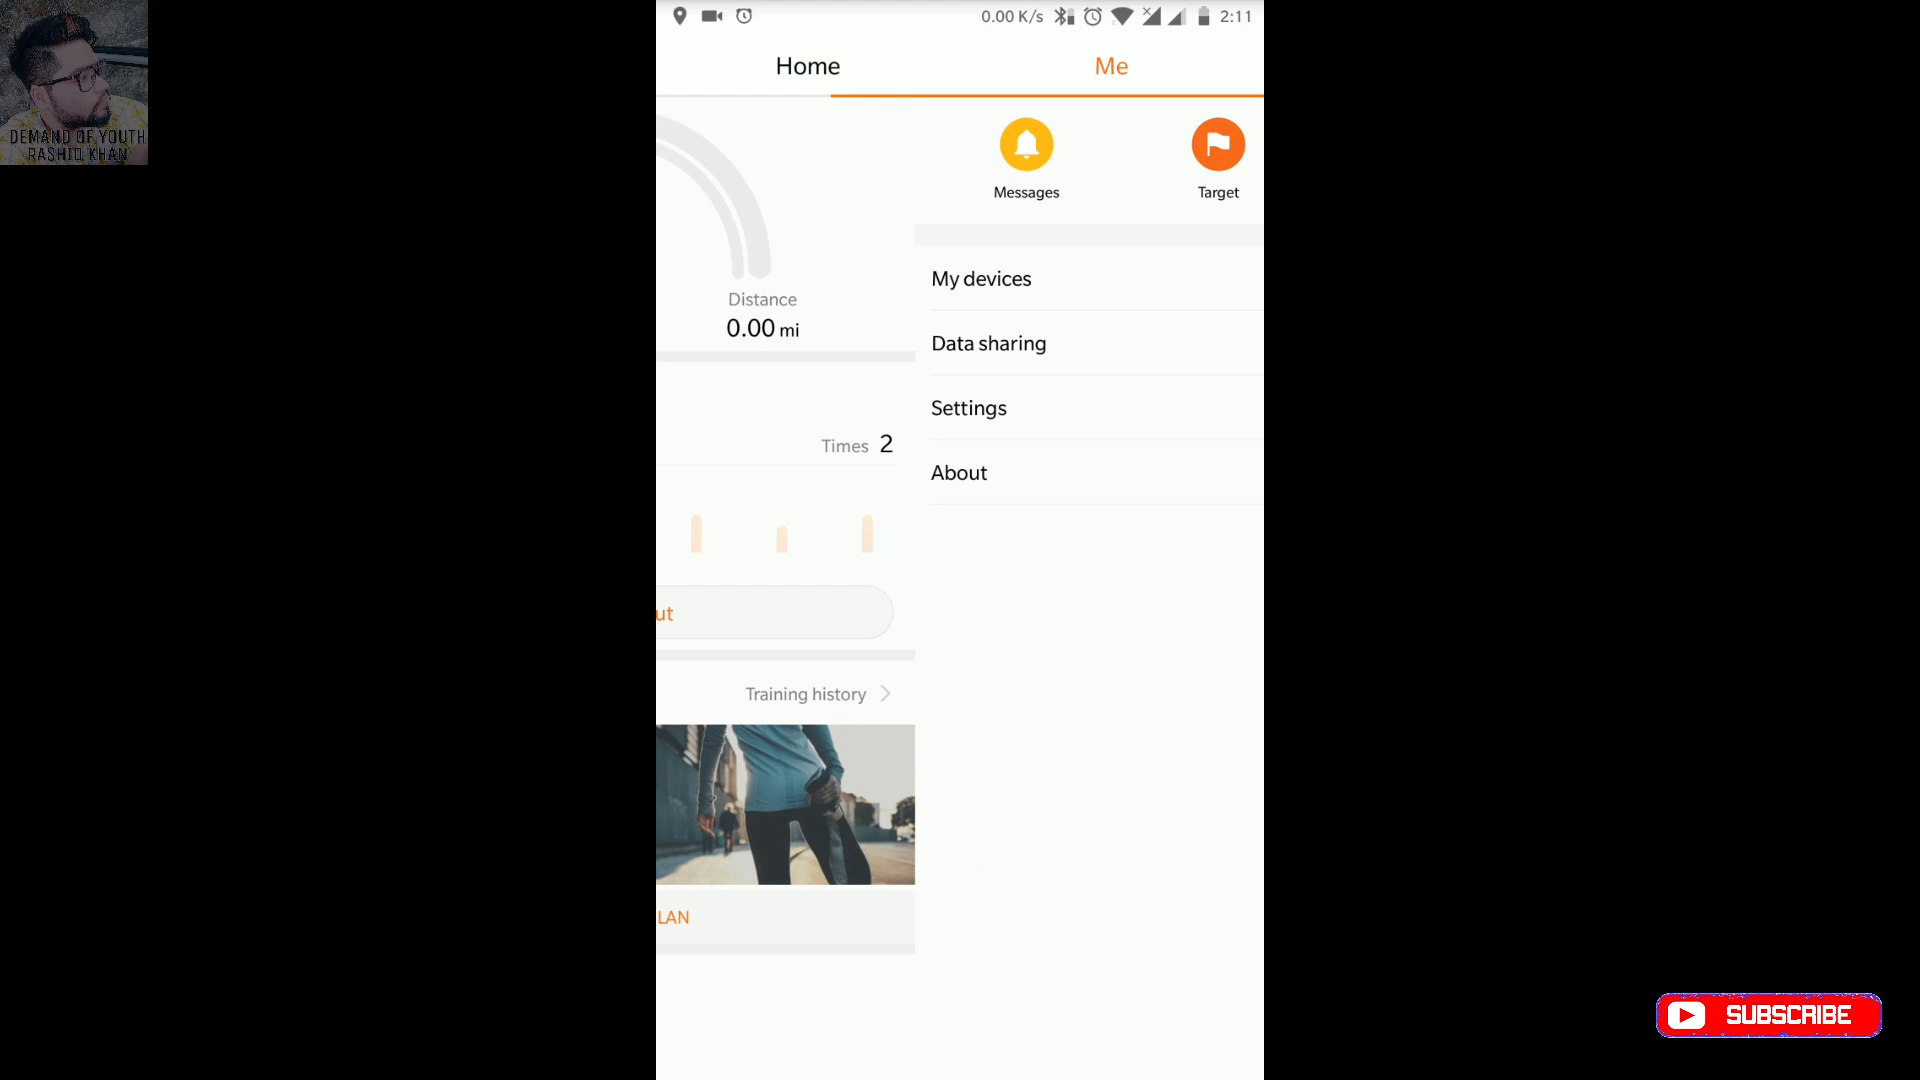 DEMAND OF YOUTH
RASHID KHAN
0.00 K/s 2:11
Home Me
Messages Target
My devices
Distance
0.00 mi
Data sharing
Settings
Times 2
About
ut
Training history
LAN
SUBSCRIBE